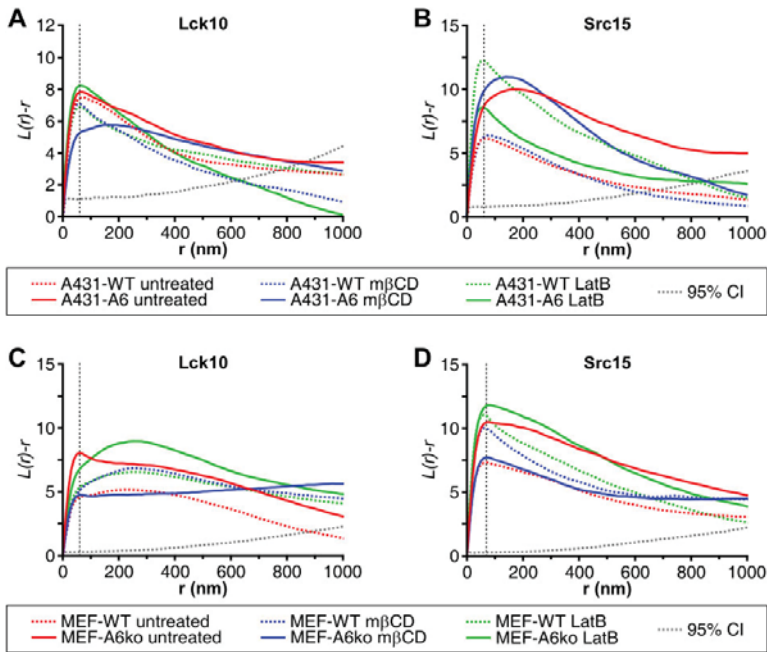 A
Lck10
L(r)-r
12
10
8
6
4
2
0
0 200 400 600 800 1000
r (nm)
B
Src15
15
10
5
0
0 200 400 600 800 1000
r (nm)
A431-WT untreated A431-WT mβCD A431-WT LatB
A431-A6 untreated A431-A6 mβCD A431-A6 LatB
95% CI
C
Lck10
L(r)-r
15
10
5
0
0 200 400 600 800 1000
r (nm)
D
Src15
15
10
5
0
0 200 400 600 800 1000
r (nm)
MEF-WT untreated MEF-WT mβCD MEF-WT LatB
MEF-A6ko untreated MEF-A6ko mβCD MEF-A6ko LatB
95% CI